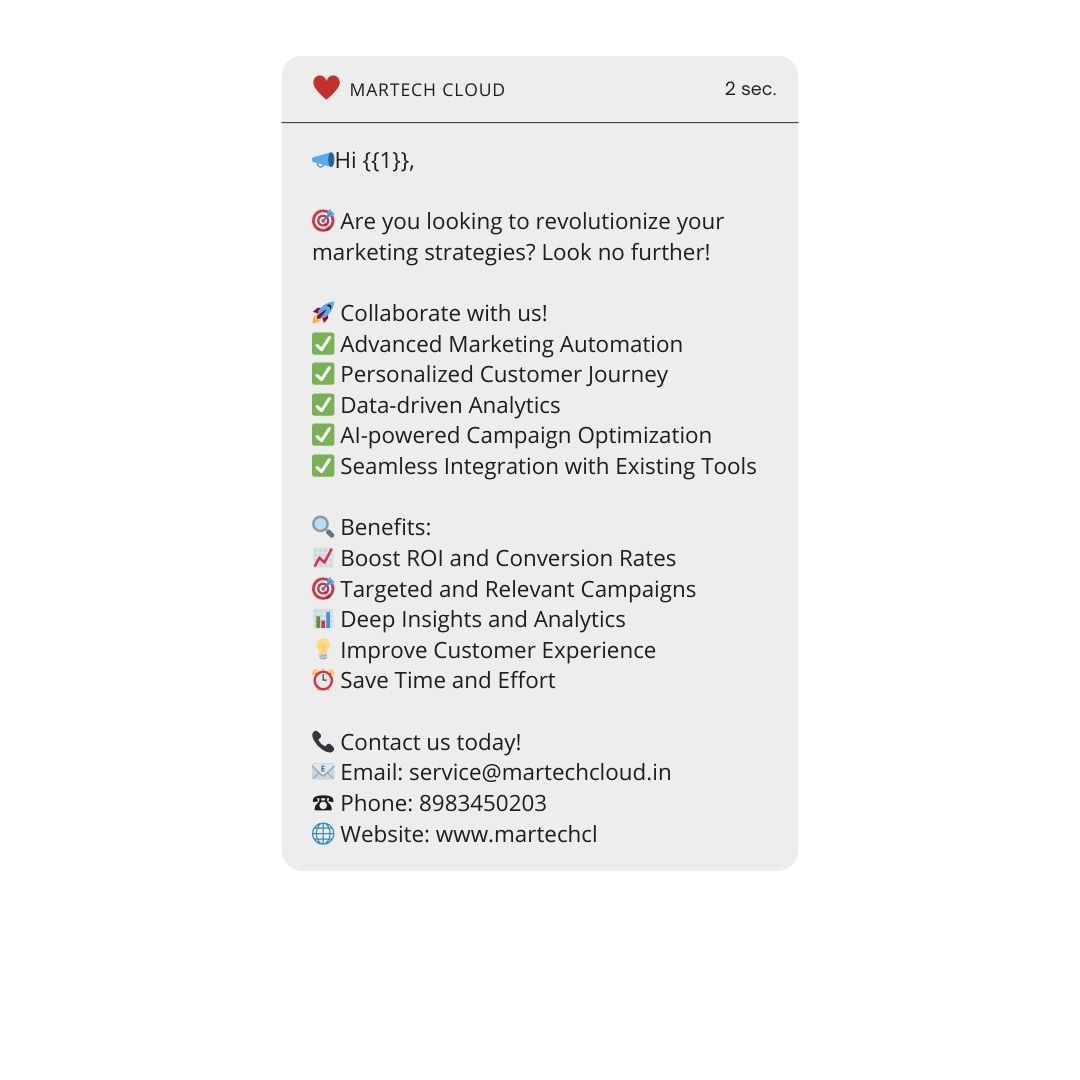 ❤️ MARTECH CLOUD 2 sec.
📣Hi {{1}},
🎯 Are you looking to revolutionize your
marketing strategies? Look no further!
🚀 Collaborate with us!
✅ Advanced Marketing Automation
✅ Personalized Customer Journey
✅ Data-driven Analytics
✅ AI-powered Campaign Optimization
✅ Seamless Integration with Existing Tools
🔍 Benefits:
📈 Boost ROI and Conversion Rates
🎯 Targeted and Relevant Campaigns
📊 Deep Insights and Analytics
💡 Improve Customer Experience
⏰ Save Time and Effort
📞 Contact us today!
📧 Email: service@martechcloud.in
☎ Phone: 8983450203
🌐 Website: www.martechcl